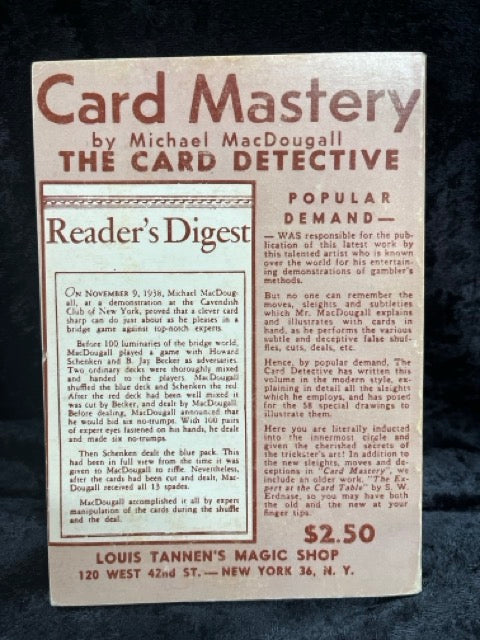 Card Mastery
by Michael MacDougall
THE CARD DETECTIVE
Reader's Digest
ON NOVEMBER 9, 1938, Michael MacDoug-
all, at a demonstration at the Cavendish
Club of New York, proved that a clever card
sharp can do just about as he pleases in a
bridge game against top-notch experts.
Before 100 luminaries of the bridge world,
MacDougall played a game with Howard
Schenken and B. Jay Becker as adversaries.
Two ordinary decks were thoroughly mixed
and handed to the players. MacDougall
shuffled the blue deck and Schenken the red.
After the red deck had been well mixed it
was cut by Becker, and dealt by MacDougall.
Before dealing, MacDougall announced that
he would bid six no-trumps. With 100 pairs
of expert eyes fastened on his hands, he dealt
and made six no-trumps.
Then Schenken dealt the blue pack. This
had been in full view from the time it was
given to MacDougall to riffle. Nevertheless,
after the cards had been cut and dealt, Mac-
Dougall received all 13 spades.
MacDougall accomplished it all by expert
manipulation of the cards during the shuffle
and the deal.
POPULAR
DEMAND—
— WAS responsible for the pub-
lication of this latest work by
this talented artist who is known
over the world for his entertain-
ing demonstrations of gambler's
methods.
But no one can remember the
moves, sleights and subtleties
which Mr. MacDougall explains
and illustrates with cards in
hand, as he performs the various
subtle and deceptive false shuf-
fles, cuts, deals, etc.
Hence, by popular demand, The
Card Detective has written this
volume in the modern style, ex-
plaining in detail all the sleights
which he employs, and has posed
for the 58 special drawings to
illustrate them.
Here you are literally inducted
into the innermost circle and
given the cherished secrets of
the trickster's art! In addition to
the new sleights, moves and de-
ceptions in "Card Mastery", we
include an older work, "The Ex-
pert at the Card Table" by S. W.
Erdnase, so you may have both
the old and the new at your
finger tips.
$2.50
LOUIS TANNEN'S MAGIC SHOP
120 WEST 42nd ST. — NEW YORK 36, N. Y.